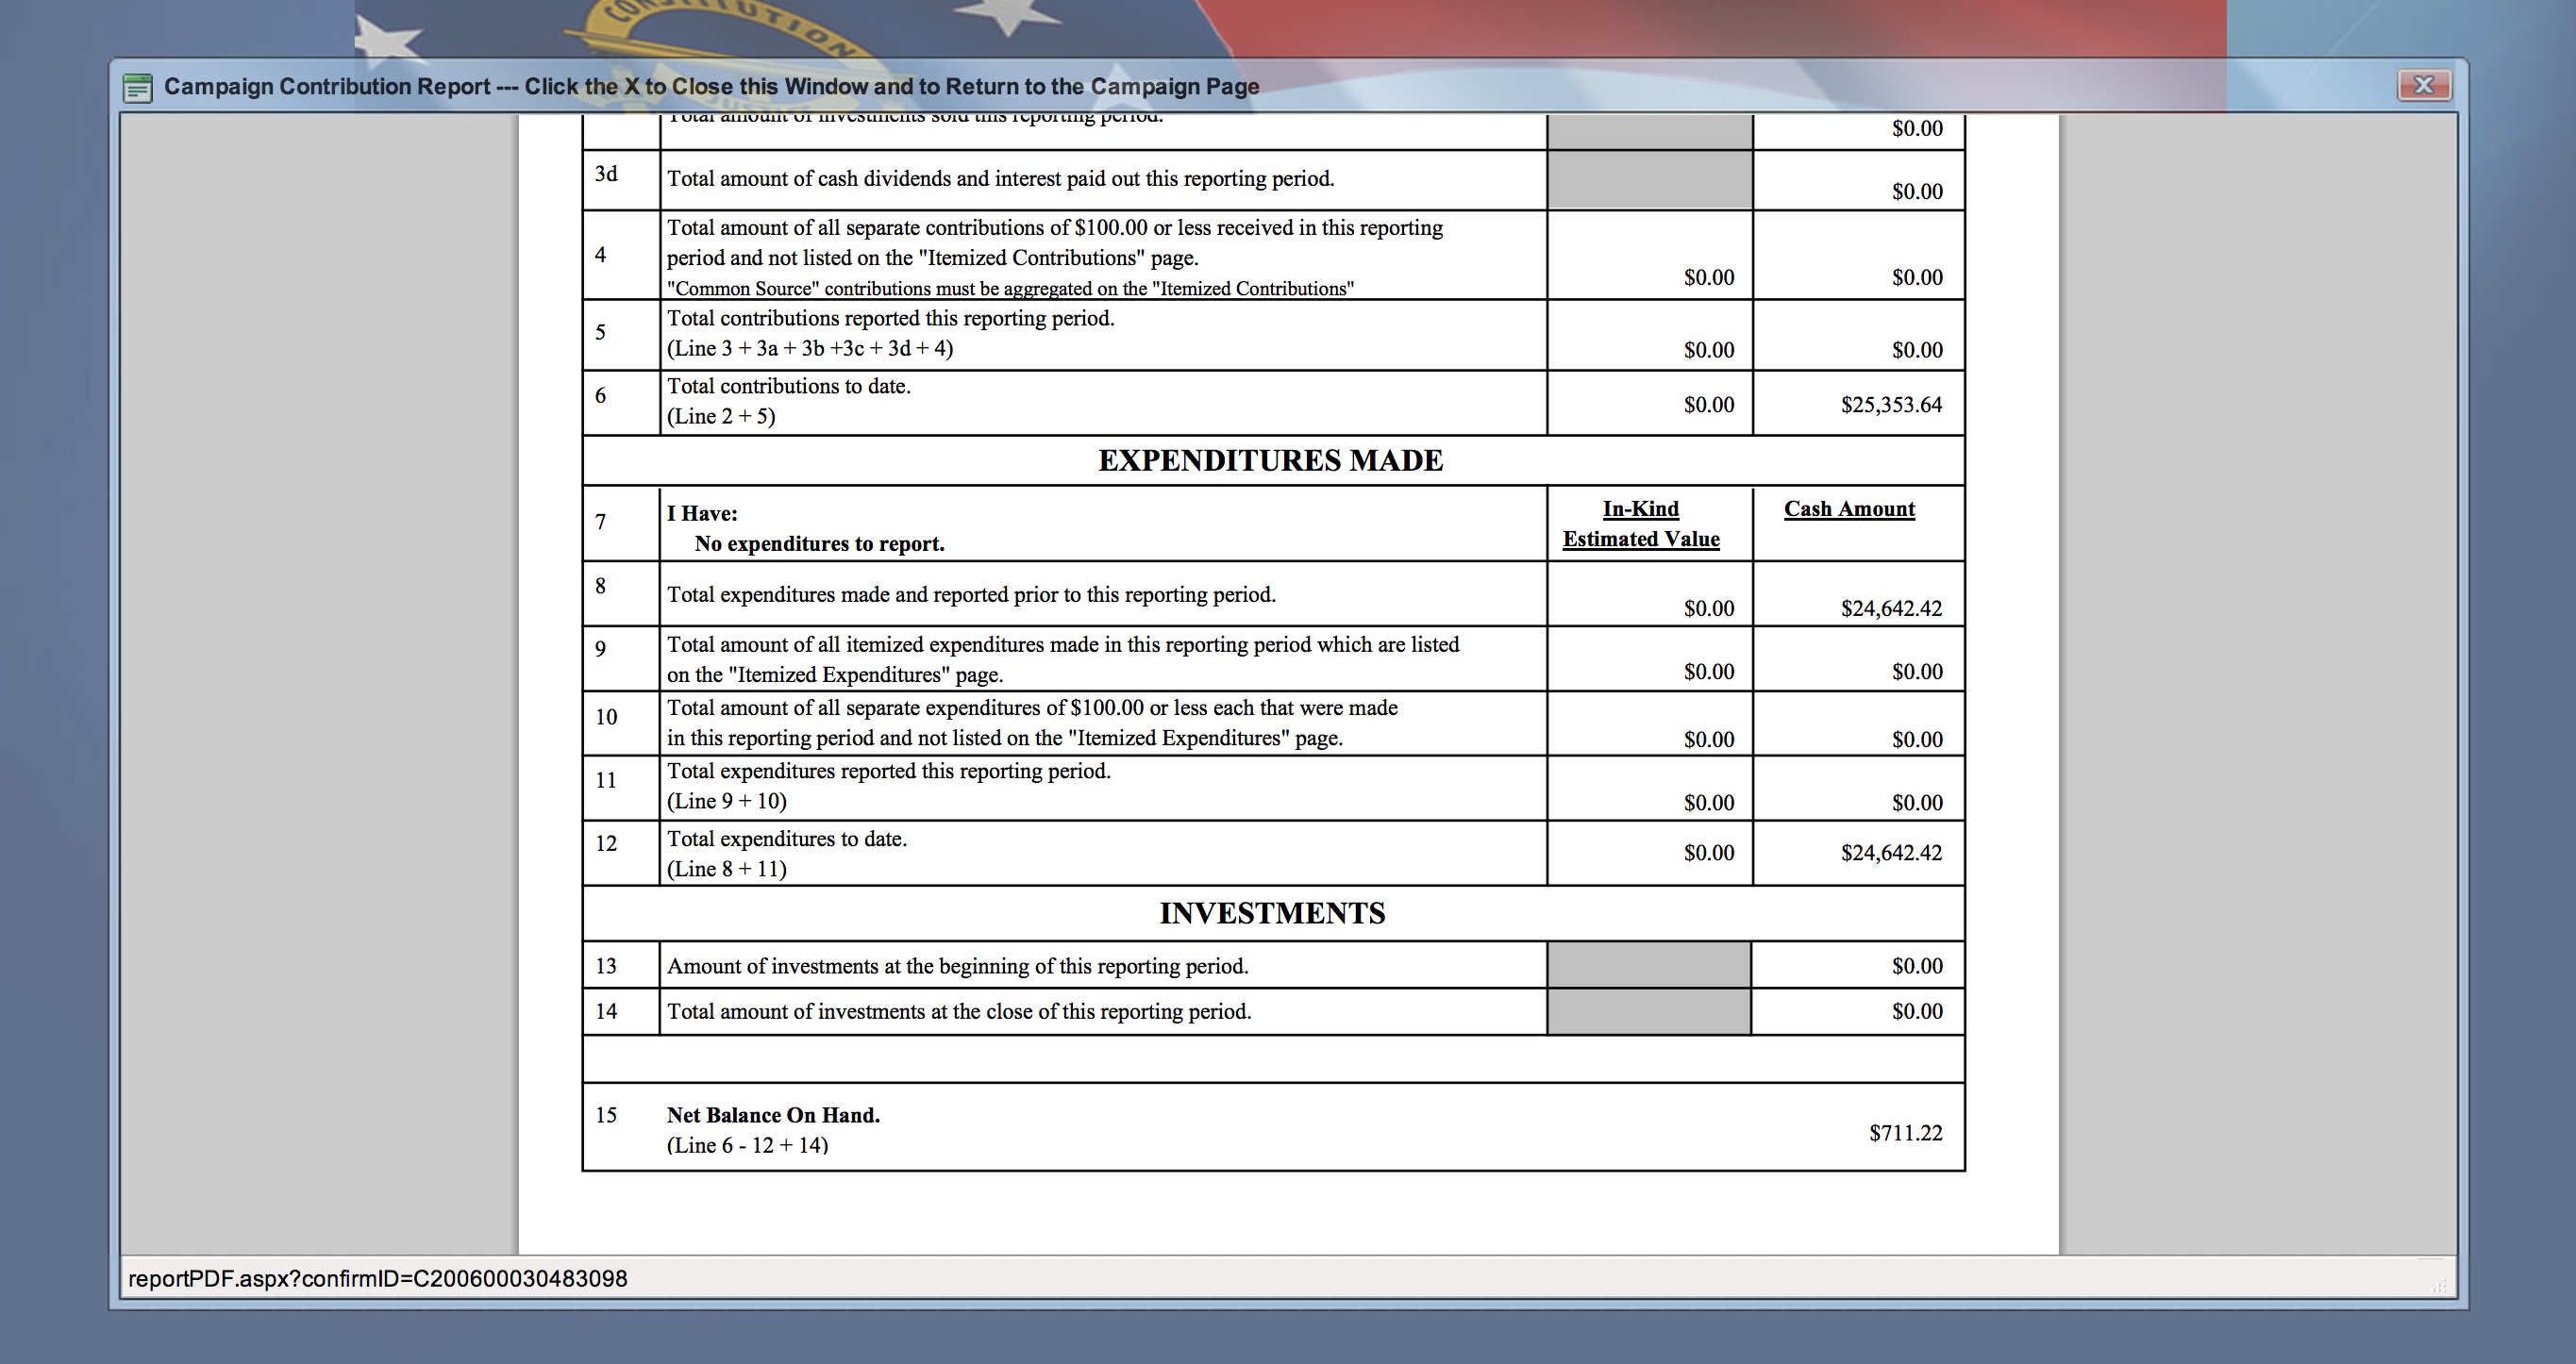 CONSTITUTION
Campaign Contribution Report --- Click the X to Close this Window and to Return to the Campaign Page
Total amount of investments sold this reporting period.
$0.00
3d
Total amount of cash dividends and interest paid out this reporting period.
$0.00
Total amount of all separate contributions of $100.00 or less received in this reporting
4
period and not listed on the "Itemized Contributions" page.
$0.00 $0.00
"Common Source" contributions must be aggregated on the "Itemized Contributions"
Total contributions reported this reporting period.
5
(Line 3 + 3a + 3b +3c + 3d + 4)
$0.00 $0.00
Total contributions to date.
6
(Line 2 + 5)
$0.00 $25,353.64
EXPENDITURES MADE
7
I Have:
No expenditures to report.
In-Kind
Estimated Value
Cash Amount
8
Total expenditures made and reported prior to this reporting period.
$0.00 $24,642.42
9
Total amount of all itemized expenditures made in this reporting period which are listed
on the "Itemized Expenditures" page.
$0.00 $0.00
10
Total amount of all separate expenditures of $100.00 or less each that were made
in this reporting period and not listed on the "Itemized Expenditures" page.
$0.00 $0.00
11
Total expenditures reported this reporting period.
(Line 9 + 10)
$0.00 $0.00
12
Total expenditures to date.
(Line 8 + 11)
$0.00 $24,642.42
INVESTMENTS
13 Amount of investments at the beginning of this reporting period. $0.00
14 Total amount of investments at the close of this reporting period. $0.00
15 Net Balance On Hand.
(Line 6 - 12 + 14)
$711.22
reportPDF.aspx?confirmID=C200600030483098